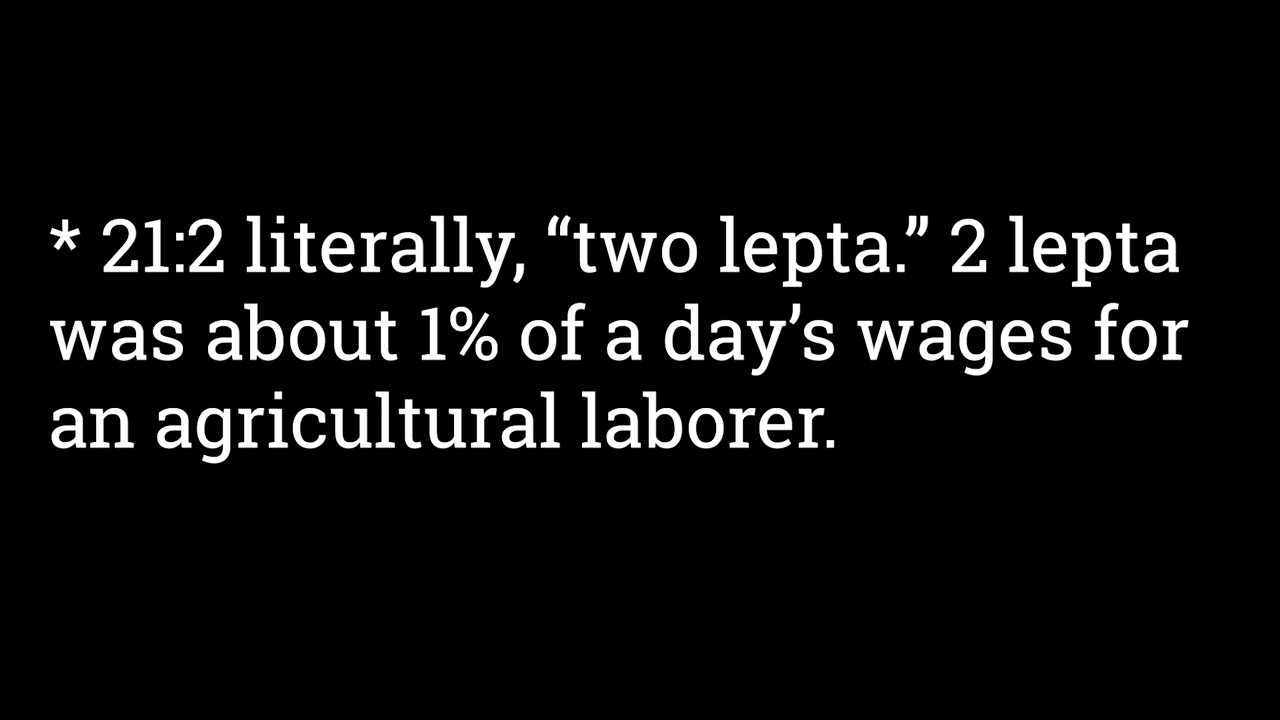 * 21:2 literally, “two lepta.” 2 lepta
was about 1% of a day’s wages for
an agricultural laborer.